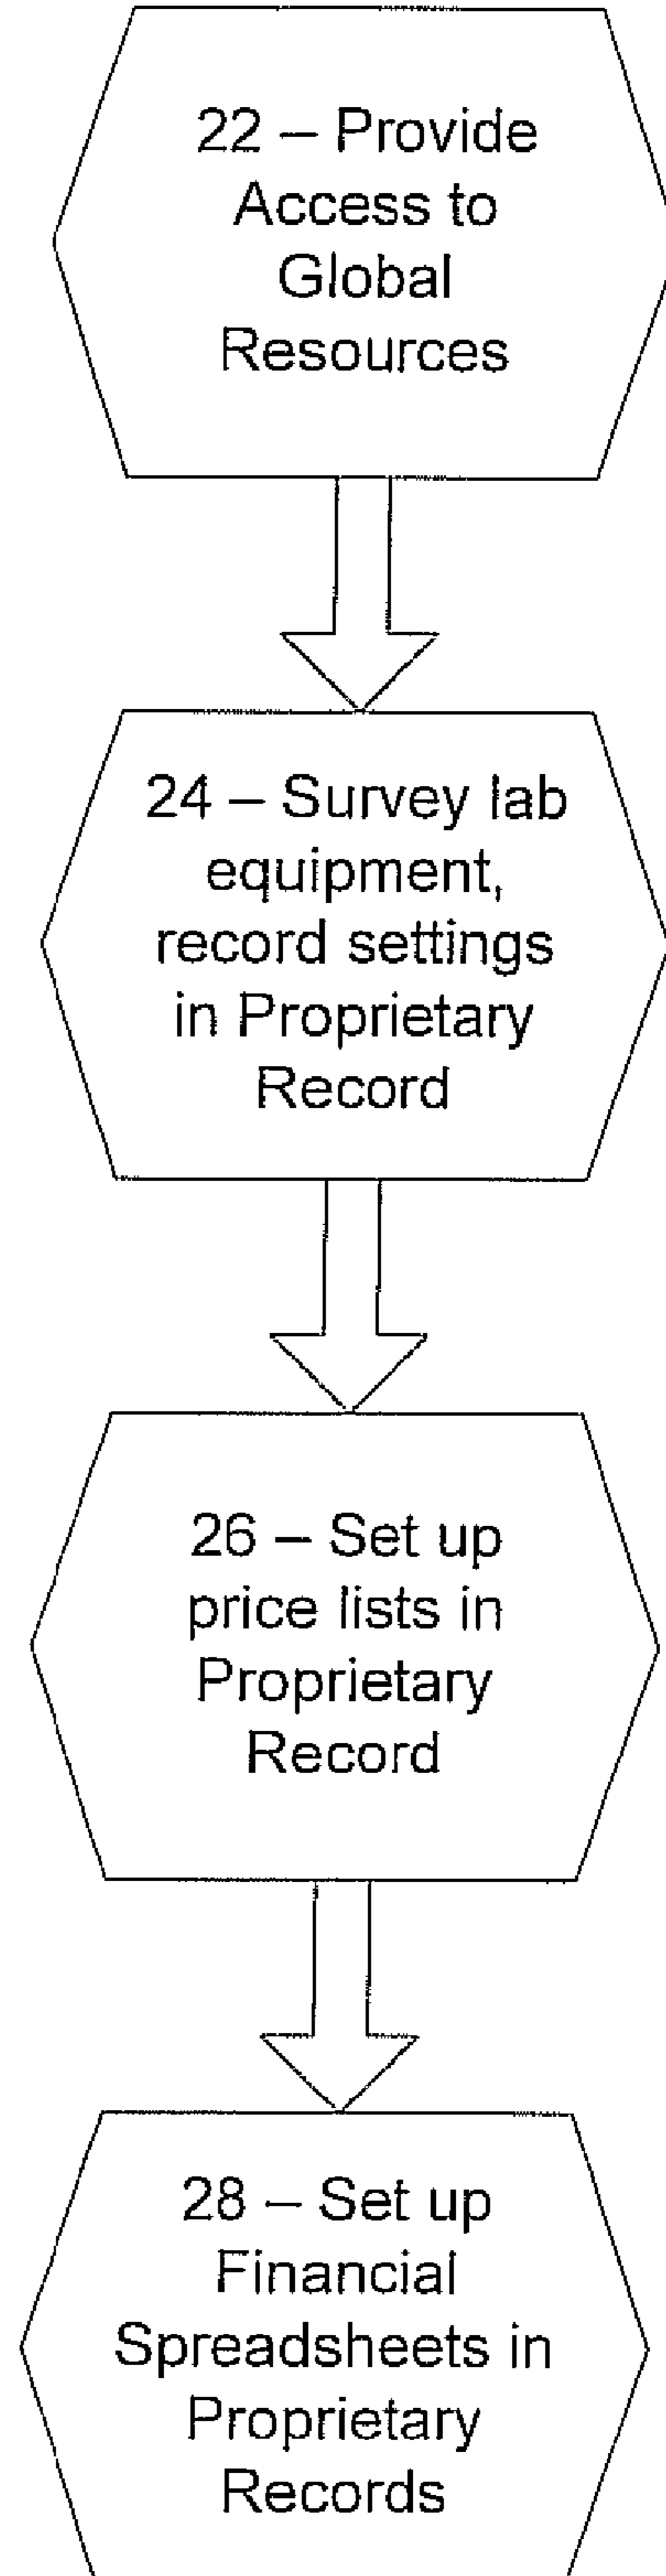 22 – Provide
Access to
Global
Resources
24 – Survey lab
equipment,
record settings
in Proprietary
Record
26 – Set up
price lists in
Proprietary
Record
28 – Set up
Financial
Spreadsheets in
Proprietary
Records